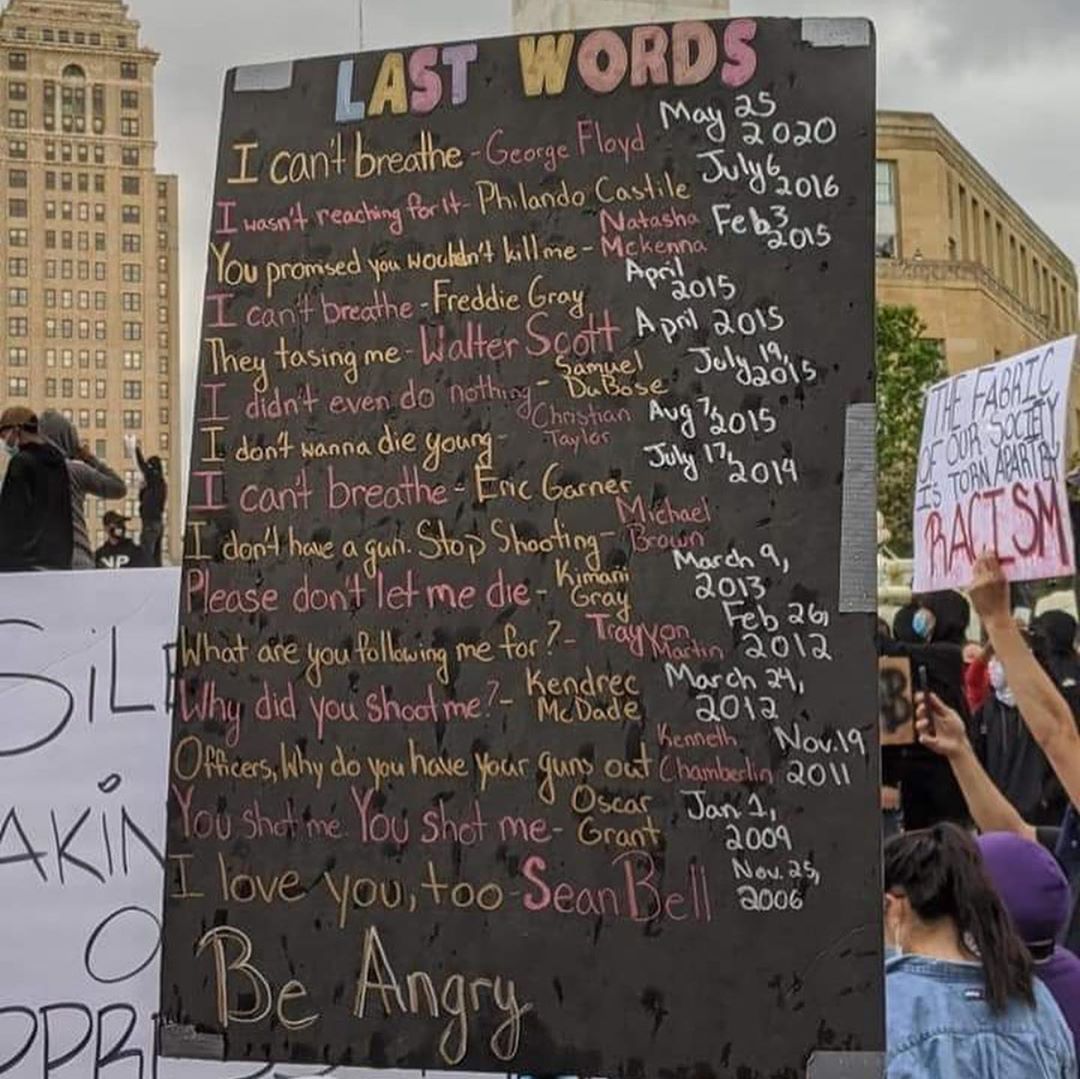 LAST WORDS
I can't breathe - George Floyd May 25 2020
I wasn't reaching for it - Philando Castile July 6 2016
You promised you wouldn't kill me - Natasha Mckenna Feb 3 2015
I can't breathe - Freddie Gray April 2015
They tasing me - Walter Scott April 2015
I didn't even do nothing - Samuel DuBose July 19, 2015
I don't wanna die young - Christian Taylor Aug 7, 2015
I can't breathe - Eric Garner July 17, 2014
I don't have a gun. Stop Shooting - Michael Brown
Please don't let me die - Kimani Gray March 9, 2013
What are you following me for? - Trayvon Martin Feb 26, 2012
Why did you shoot me? - Kendrec McDade March 24, 2012
Officers, Why do you have your guns out Kenneth Chamberlin Nov. 19 2011
You shot me. You shot me - Oscar Grant Jan 1, 2009
I love you, too - Sean Bell Nov. 25, 2006
Be Angry
THE FABRIC
OF OUR SOCIETY
IS TORN APART BY
RACISM
SiL
AKIN
O
PPR